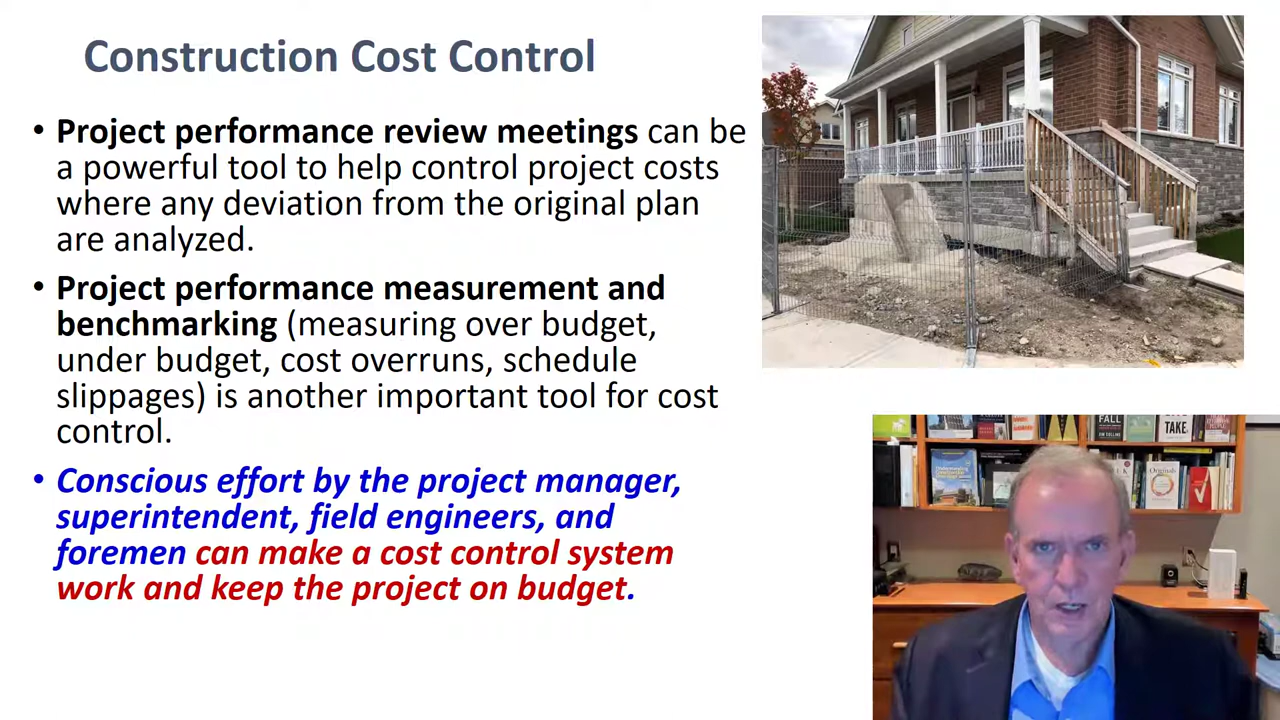 Construction Cost Control
• Project performance review meetings can be
a powerful tool to help control project costs
where any deviation from the original plan
are analyzed.
• Project performance measurement and
benchmarking (measuring over budget,
under budget, cost overruns, schedule
slippages) is another important tool for cost
control.
• Conscious effort by the project manager,
superintendent, field engineers, and
foremen can make a cost control system
work and keep the project on budget.
FALL
TAKE
Originals